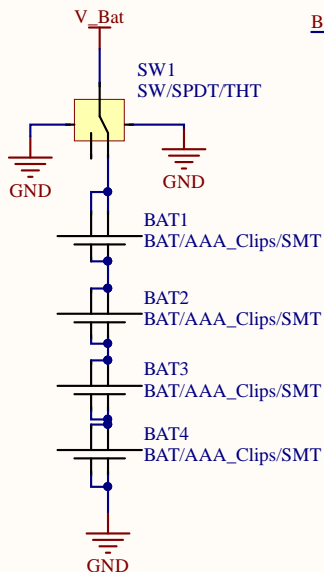 V_Bat
B
SW1
SW/SPDT/THT
GND
GND
BAT1
BAT/AAA_Clips/SMT
BAT2
BAT/AAA_Clips/SMT
BAT3
BAT/AAA_Clips/SMT
BAT4
BAT/AAA_Clips/SMT
GND